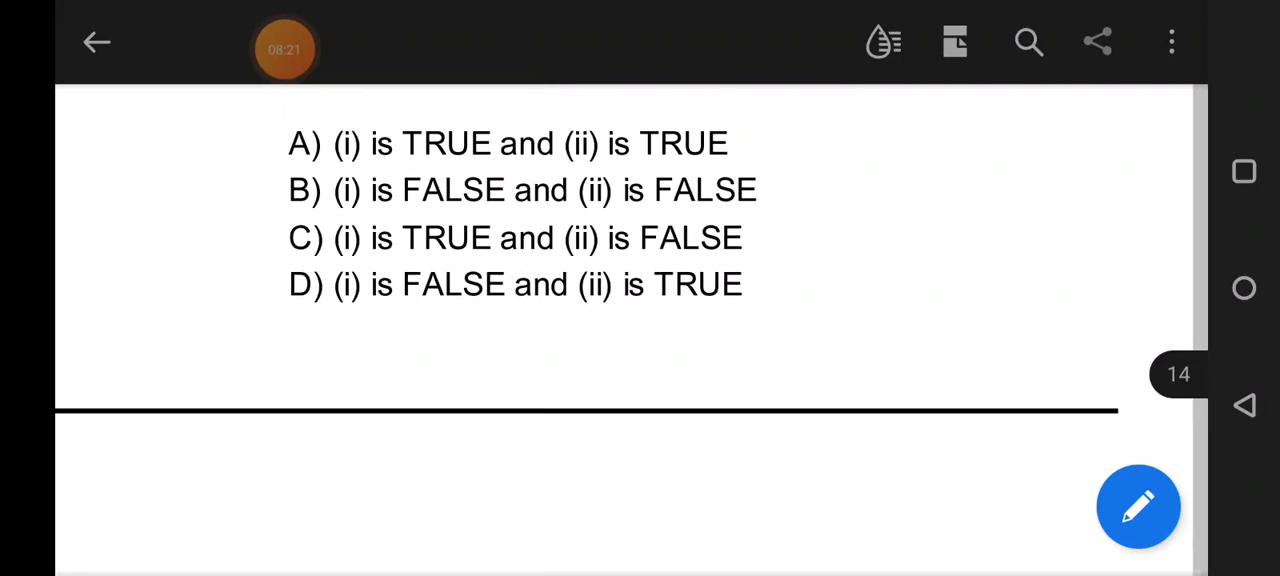 08:21
A) (i) is TRUE and (ii) is TRUE
B) (i) is FALSE and (ii) is FALSE
C) (i) is TRUE and (ii) is FALSE
D) (i) is FALSE and (ii) is TRUE
14